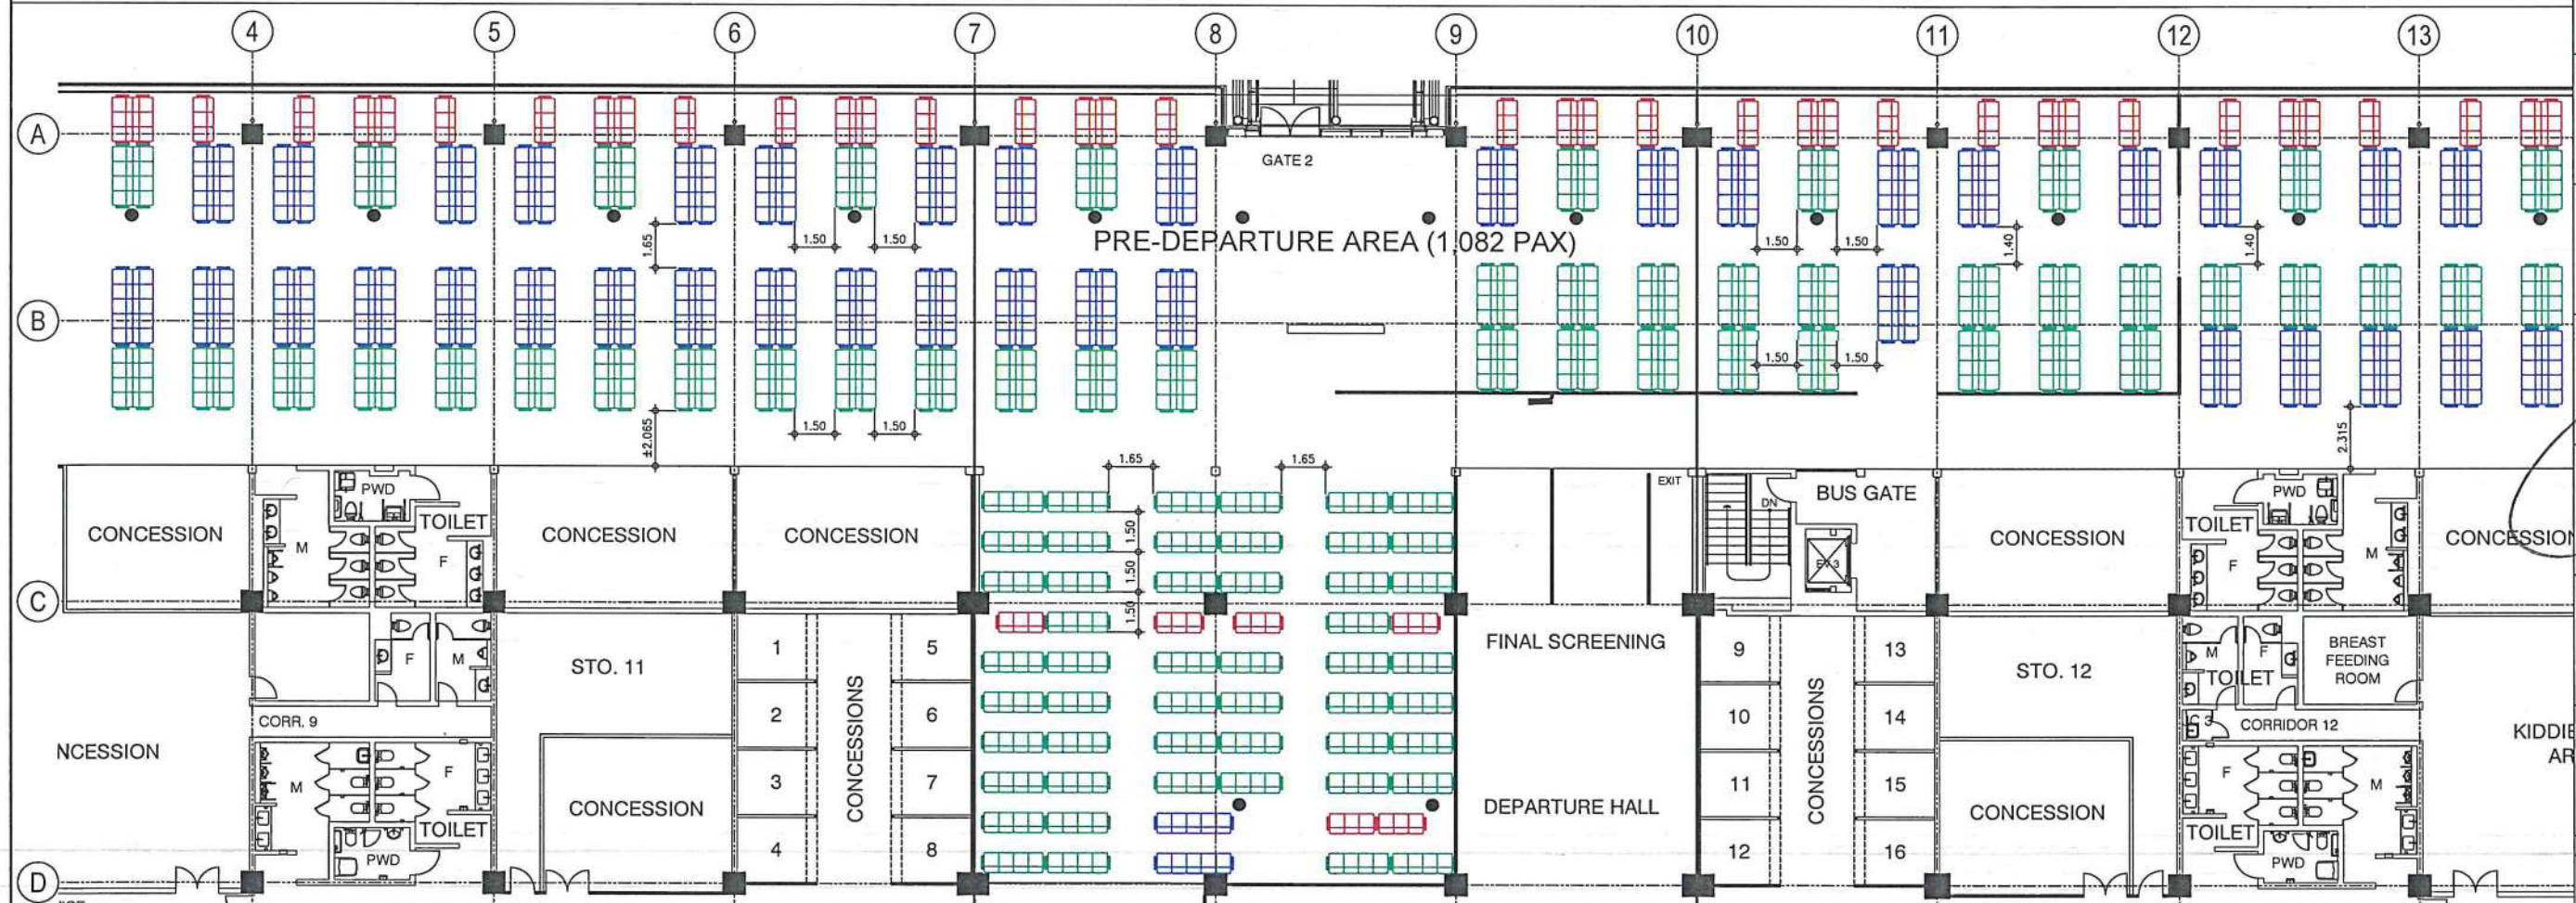 4 5 6 7 8 9 10 11 12 13
A
GATE 2
PRE-DEPARTURE AREA (1,082 PAX)
1.65
1.50 1.50
1.50 1.50
1.40
1.40
B
1.50 1.50
1.50 1.50
±2.065
2.315
1.65 1.65
1.50
1.50
1.50
PWD
TOILET
CONCESSION
M
F
CONCESSION
CONCESSION
EXIT
DN
BUS GATE
CONCESSION
PWD
TOILET
F
M
CONCESSION
C
F M
STO. 11
1
2
3
4
CONCESSIONS
5
6
7
8
FINAL SCREENING
DEPARTURE HALL
9
10
11
12
CONCESSIONS
13
14
15
16
STO. 12
M F
TOILET
BREAST
FEEDING
ROOM
CORR. 9
CORRIDOR 12
NCESSION
M
F
TOILET
PWD
CONCESSION
CONCESSION
F
M
TOILET
PWD
KIDDIE
AR
D